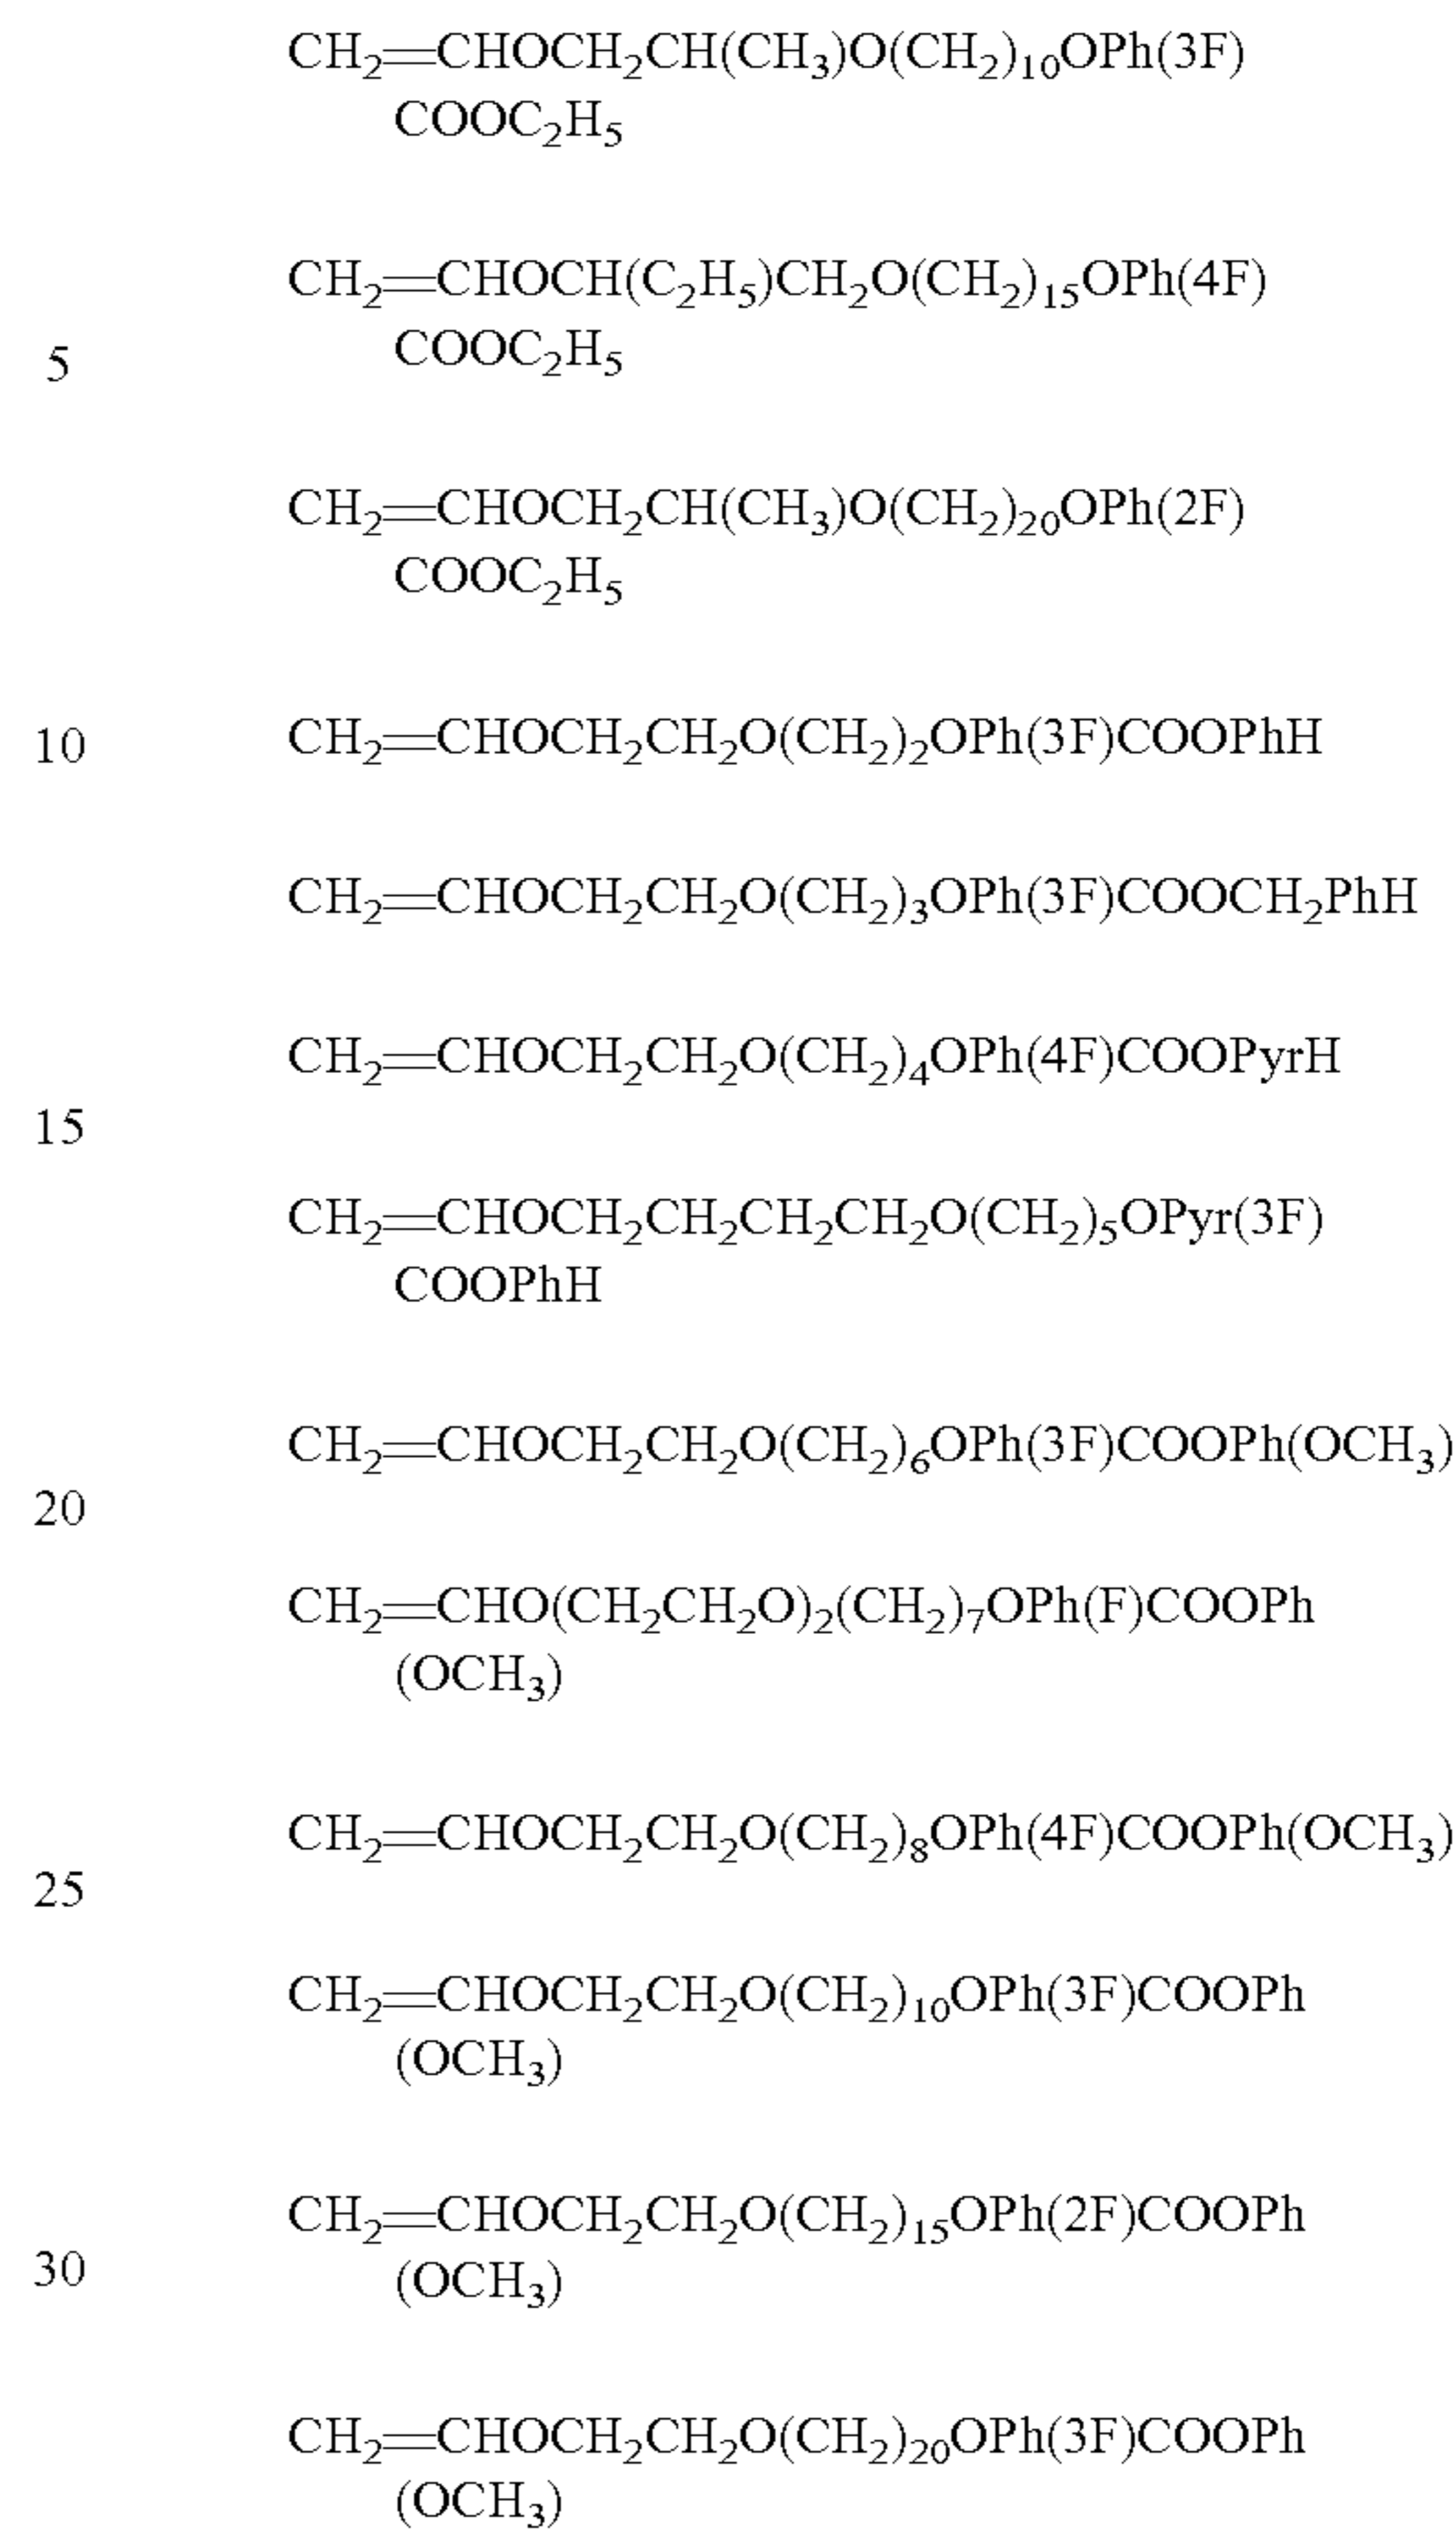 CH₂=CHOCH₂CH(CH₃)O(CH₂)₁₀OPh(3F)
COOC₂H₅
CH₂=CHOCH(C₂H₅)CH₂O(CH₂)₁₅OPh(4F)
COOC₂H₅
5
CH₂=CHOCH₂CH(CH₃)O(CH₂)₂₀OPh(2F)
COOC₂H₅
10 CH₂=CHOCH₂CH₂O(CH₂)₂OPh(3F)COOPhH
CH₂=CHOCH₂CH₂O(CH₂)₃OPh(3F)COOCH₂PhH
CH₂=CHOCH₂CH₂O(CH₂)₄OPh(4F)COOPyrH
15
CH₂=CHOCH₂CH₂CH₂CH₂O(CH₂)₅OPyr(3F)
COOPhH
CH₂=CHOCH₂CH₂O(CH₂)₆OPh(3F)COOPh(OCH₃)
20
CH₂=CHO(CH₂CH₂O)₂(CH₂)₇OPh(F)COOPh
(OCH₃)
CH₂=CHOCH₂CH₂O(CH₂)₈OPh(4F)COOPh(OCH₃)
25
CH₂=CHOCH₂CH₂O(CH₂)₁₀OPh(3F)COOPh
(OCH₃)
CH₂=CHOCH₂CH₂O(CH₂)₁₅OPh(2F)COOPh
30 (OCH₃)
CH₂=CHOCH₂CH₂O(CH₂)₂₀OPh(3F)COOPh
(OCH₃)